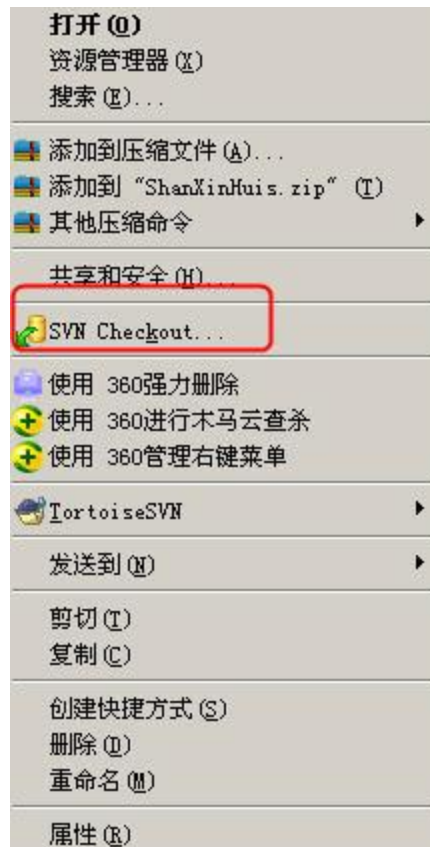 打开(O)
资源管理器(X)
搜索(E)...
添加到压缩文件(A)...
添加到 "ShanXinHuis.zip" (T)
其他压缩命令
共享和安全(H)...
SVN Checkout...
使用 360强力删除
使用 360进行木马云查杀
使用 360管理右键菜单
TortoiseSVN
发送到(N)
剪切(T)
复制(C)
创建快捷方式(S)
删除(D)
重命名(M)
属性(R)